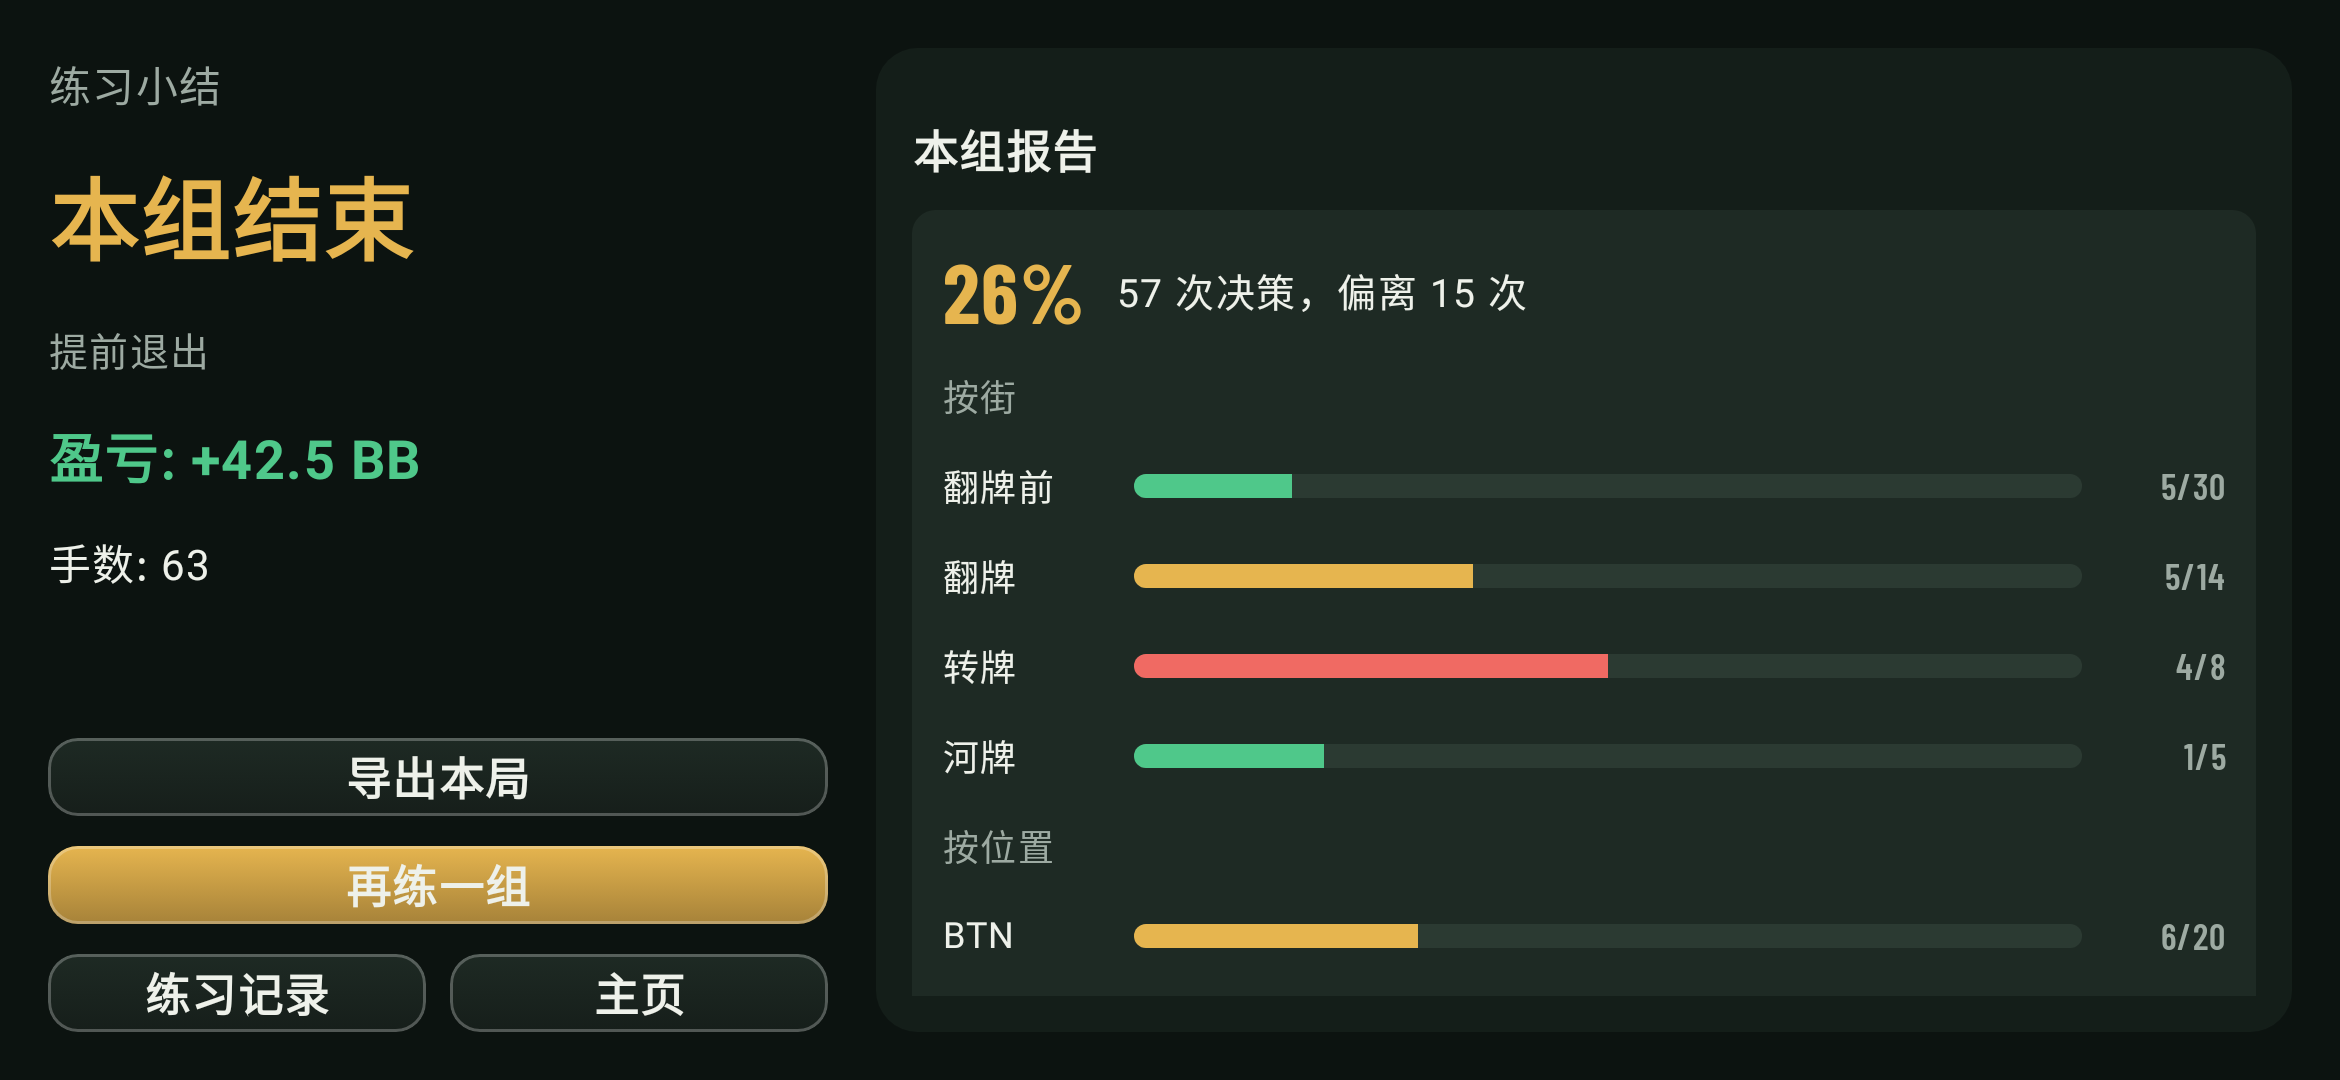 练习小结
本组结束
提前退出
盈亏: +42.5 BB
手数: 63
导出本局
再练一组
练习记录
主页
本组报告
26% 57 次决策，偏离 15 次
按街
翻牌前 5/30
翻牌 5/14
转牌 4/8
河牌 1/5
按位置
BTN 6/20